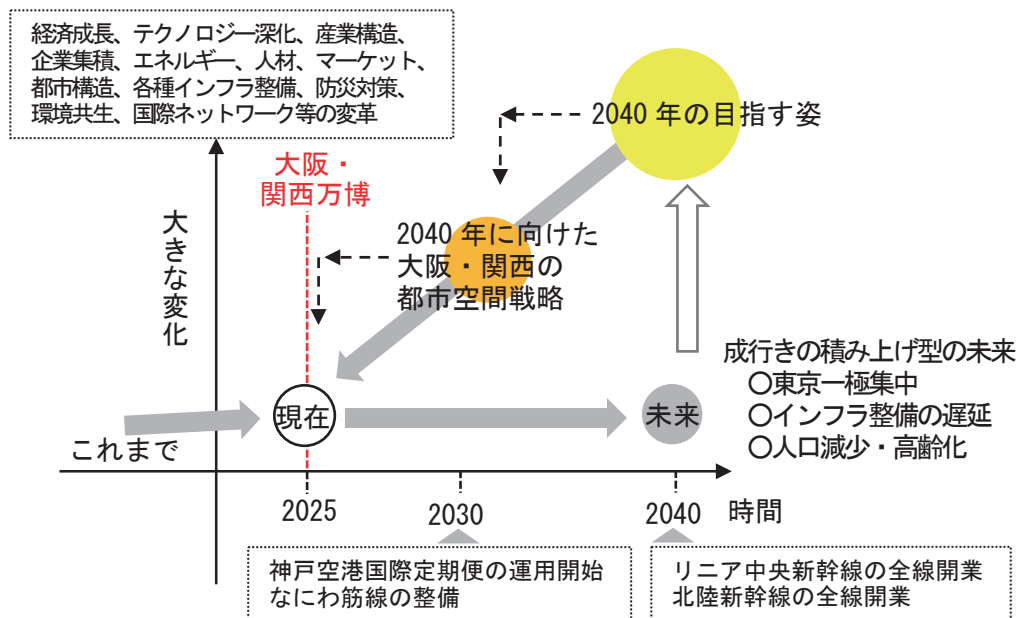 経済成長、テクノロジー深化、産業構造、
企業集積、エネルギー、人材、マーケット、
都市構造、各種インフラ整備、防災対策、
環境共生、国際ネットワーク等の変革
大阪・
関西万博
2040 年の目指す姿
大きな変化
2040 年に向けた
大阪・関西の
都市空間戦略
成行きの積み上げ型の未来
○東京一極集中
○インフラ整備の遅延
○人口減少・高齢化
これまで
現在
未来
2025
2030
2040
時間
神戸空港国際定期便の運用開始
なにわ筋線の整備
リニア中央新幹線の全線開業
北陸新幹線の全線開業